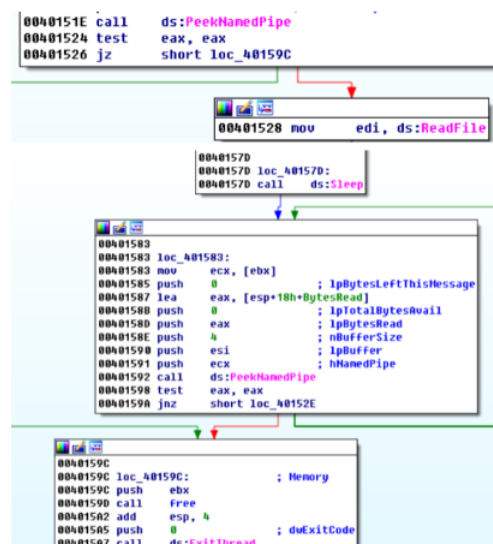 0040151E call ds:PeekNamedPipe
00401524 test eax, eax
00401526 jz short loc_40159C
00401528 mov edi, ds:ReadFile
0040157D
0040157D loc_40157D:
0040157D call ds:Sleep
00401583
00401583 loc_401583:
00401583 mov ecx, [ebx]
00401585 push 0 ; lpBytesLeftThisMessage
00401587 lea eax, [esp+18h+BytesRead]
0040158B push 0 ; lpTotalBytesAvail
0040158D push eax ; lpBytesRead
0040158E push 4 ; nBufferSize
00401590 push esi ; lpBuffer
00401591 push ecx ; hNamedPipe
00401592 call ds:PeekNamedPipe
00401598 test eax, eax
0040159A jnz short loc_40152E
0040159C
0040159C loc_40159C: ; Memory
0040159C push ebx
0040159D call free
004015A2 add esp, 4
004015A5 push 0 ; dwExitCode
004015A7 call ds:ExitThread